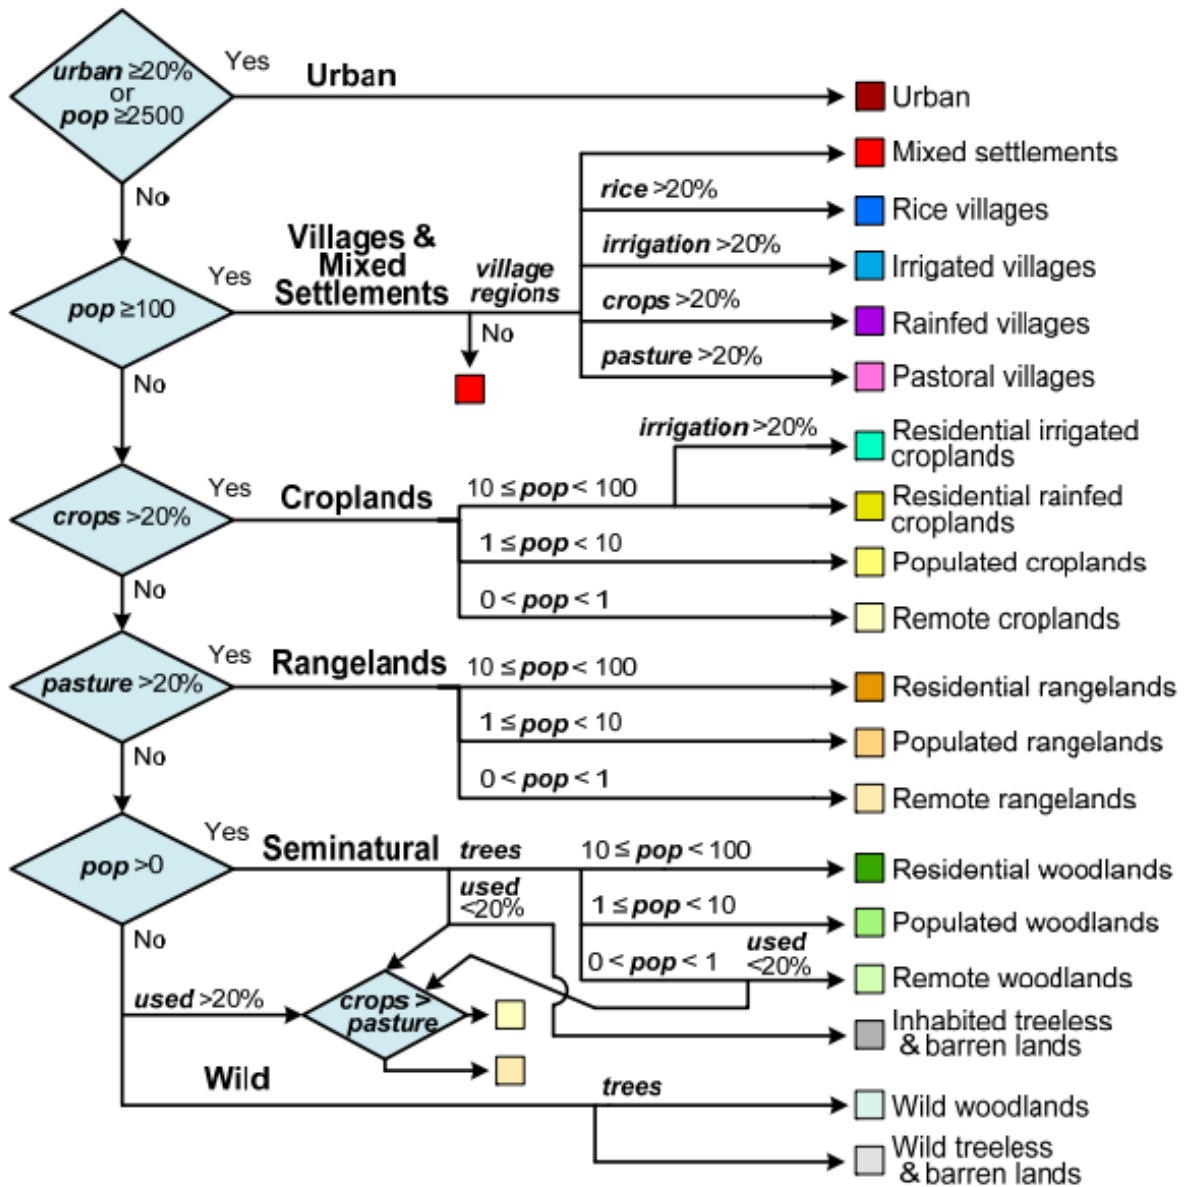 urban ≥20%
or
pop ≥2500
Yes
Urban
Urban
No
Mixed settlements
rice >20%
Rice villages
pop ≥100
Yes
Villages &
Mixed
Settlements
village
regions
irrigation >20%
Irrigated villages
crops >20%
Rainfed villages
No
pasture >20%
Pastoral villages
No
crops >20%
Yes
Croplands
irrigation >20%
Residential irrigated
croplands
10 ≤ pop < 100
Residential rainfed
croplands
1 ≤ pop < 10
Populated croplands
0 < pop < 1
Remote croplands
No
pasture >20%
Yes
Rangelands
10 ≤ pop < 100
Residential rangelands
1 ≤ pop < 10
Populated rangelands
0 < pop < 1
Remote rangelands
No
pop >0
Yes
Seminatural
trees
10 ≤ pop < 100
Residential woodlands
used
<20%
1 ≤ pop < 10
Populated woodlands
0 < pop < 1
used
<20%
Remote woodlands
No
used >20%
crops >
pasture
Inhabited treeless
& barren lands
Wild
trees
Wild woodlands
Wild treeless
& barren lands